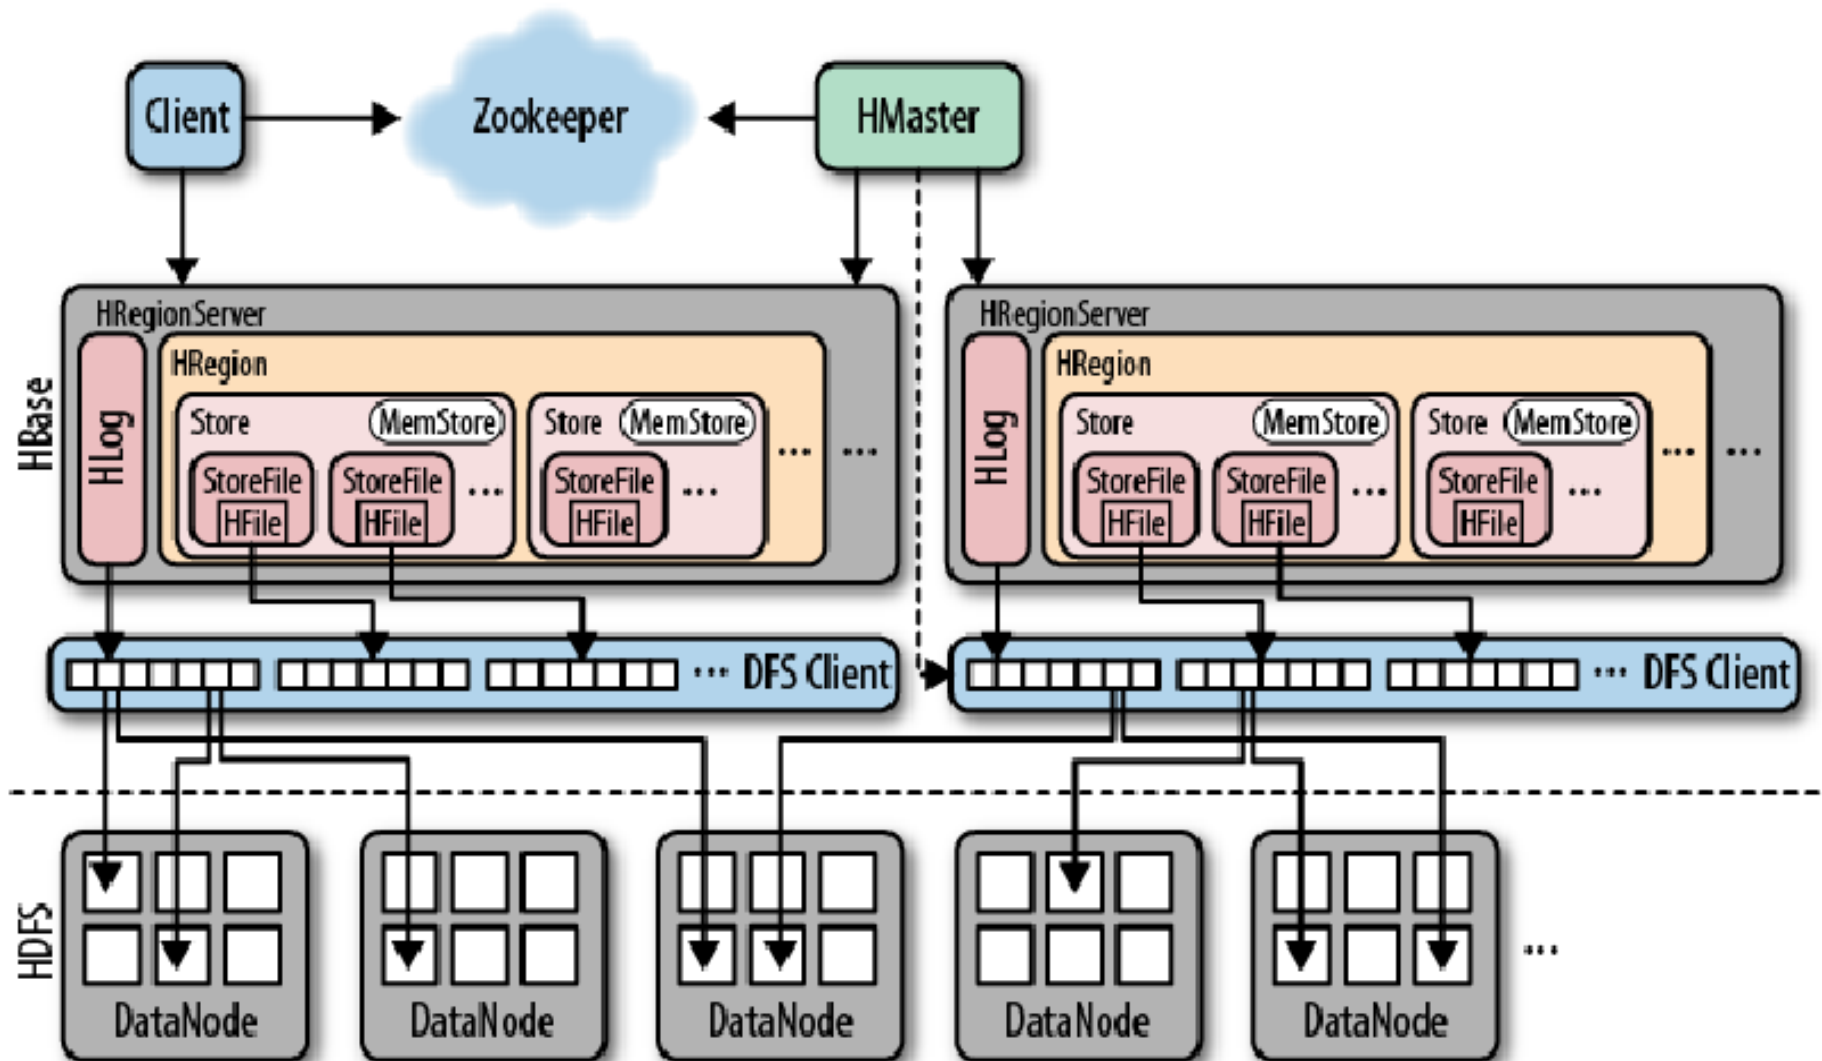 Client
Zookeeper
HMaster
HBase
HRegionServer
HLog
HRegion
Store
MemStore
StoreFile
HFile
StoreFile
HFile
...
Store
MemStore
StoreFile
HFile
...
...
...
HRegionServer
HLog
HRegion
Store
MemStore
StoreFile
HFile
StoreFile
HFile
...
Store
MemStore
StoreFile
HFile
...
...
...
... DFS Client
... DFS Client
HDFS
DataNode
DataNode
DataNode
DataNode
DataNode
...